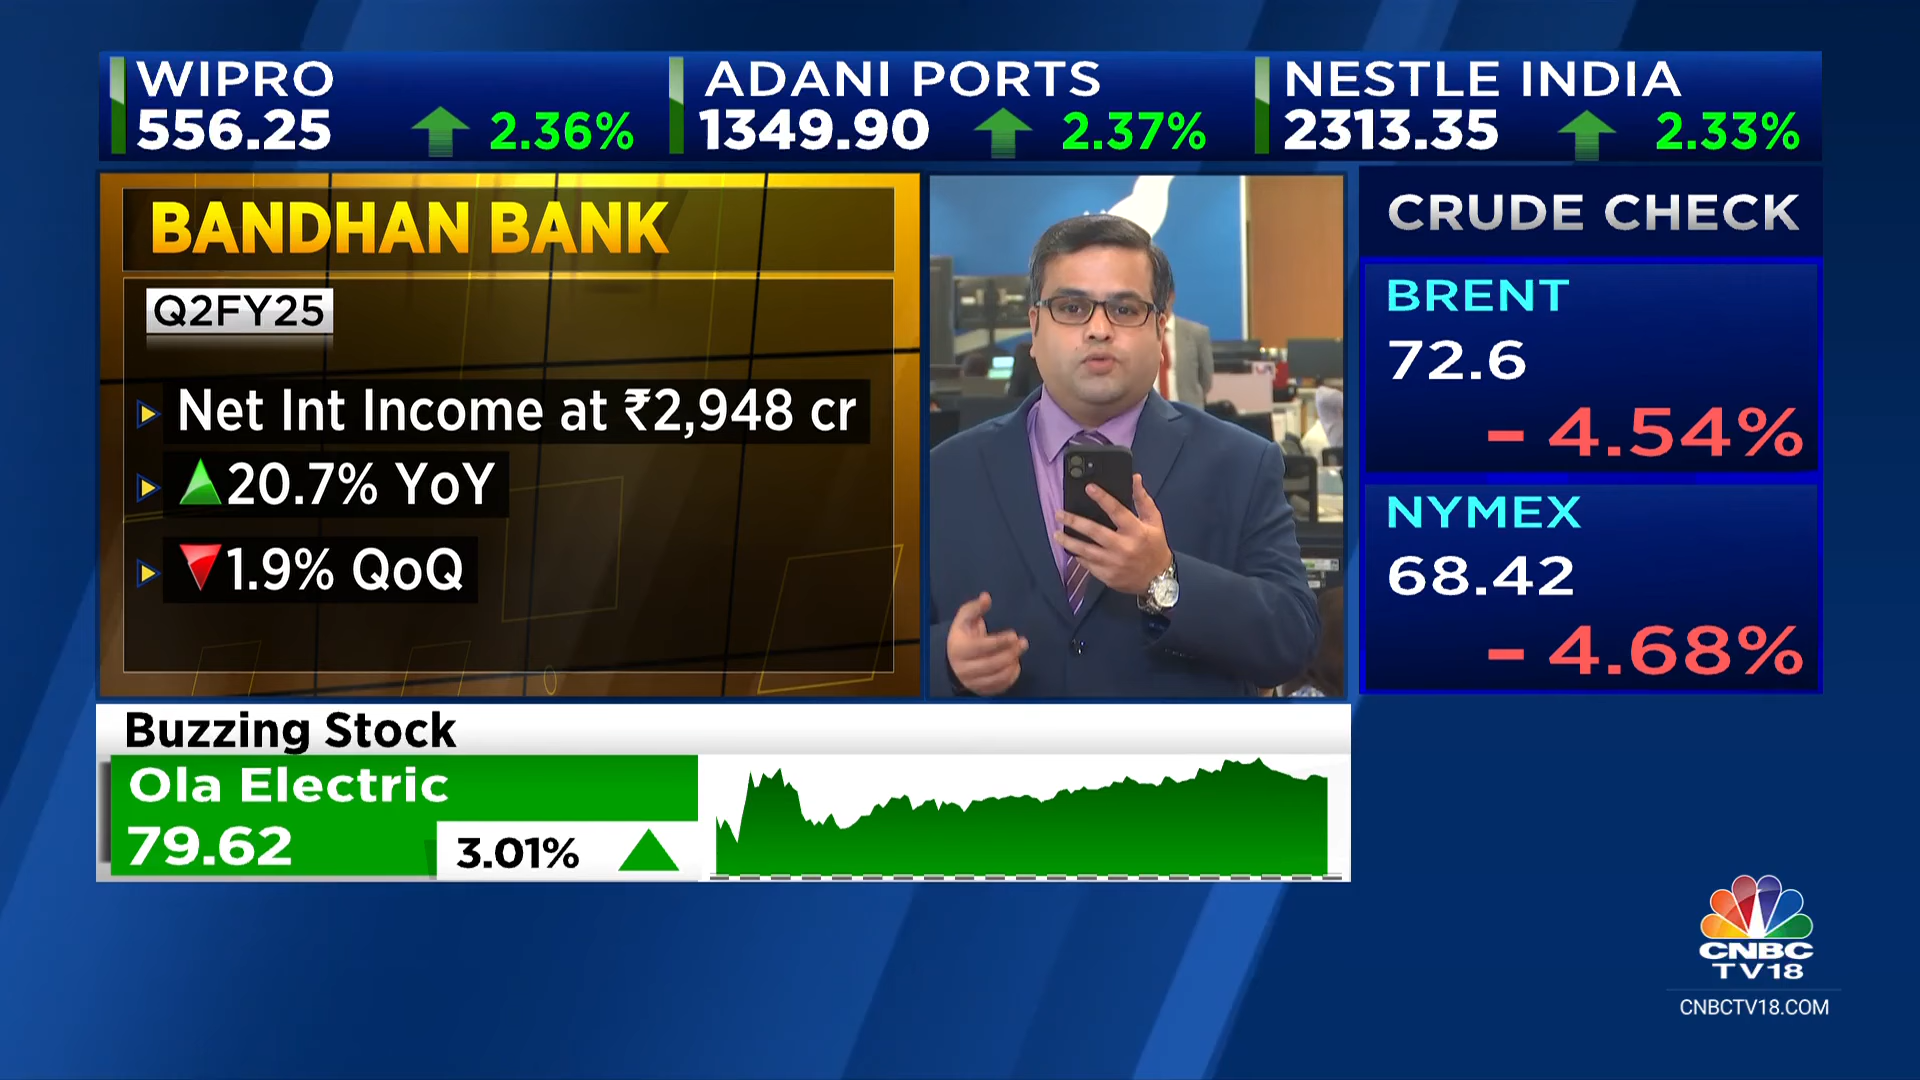 WIPRO
556.25 2.36%
ADANI PORTS
1349.90 2.37%
NESTLE INDIA
2313.35 2.33%
BANDHAN BANK
Q2FY25
Net Int Income at ₹2,948 cr
20.7% YoY
1.9% QoQ
CRUDE CHECK
BRENT
72.6
- 4.54%
NYMEX
68.42
- 4.68%
Buzzing Stock
Ola Electric
79.62
3.01%
CNBC
TV18
CNBCTV18.COM